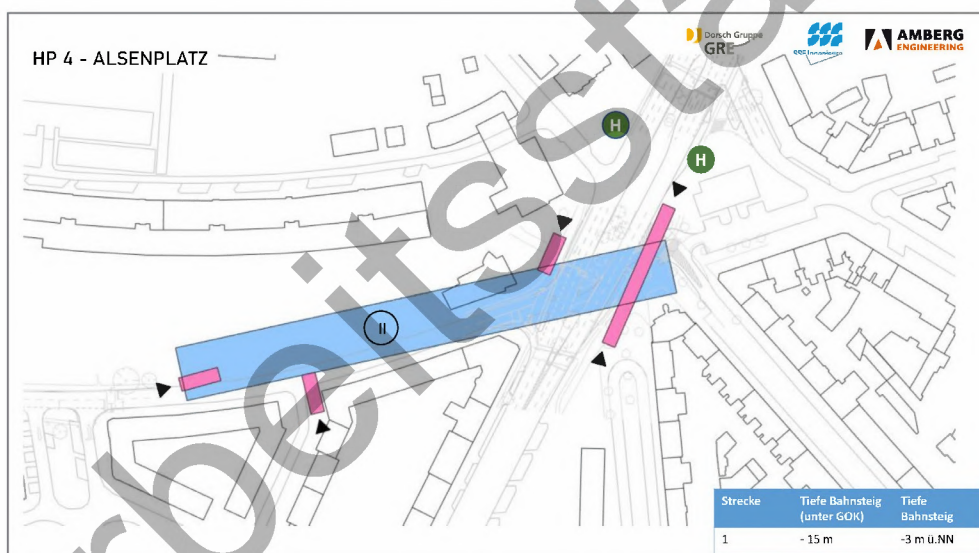 HP 4 - ALSENPLATZ
Dorsch Gruppe
GRE
AMBERG
ENGINEERING
H
H
II
Strecke Tiefe Bahnsteig (unter GOK) Tiefe Bahnsteig
1 - 15 m -3 m ü.NN